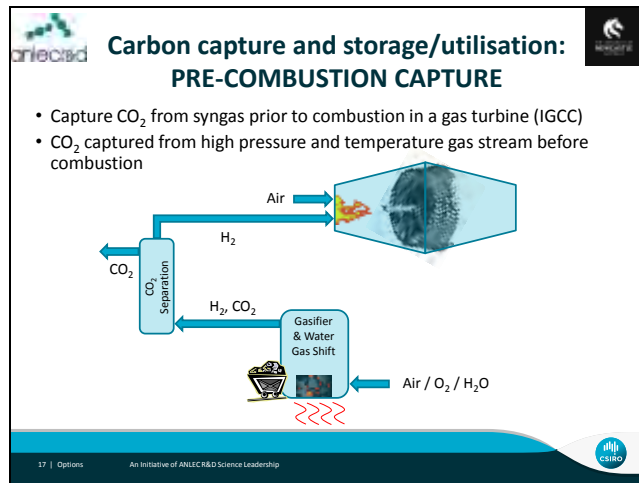 anlecr&d
Carbon capture and storage/utilisation:
PRE-COMBUSTION CAPTURE
• Capture CO₂ from syngas prior to combustion in a gas turbine (IGCC)
• CO₂ captured from high pressure and temperature gas stream before
combustion
Air
H₂
CO₂
CO₂
Separation
H₂, CO₂
Gasifier
& Water
Gas Shift
Air / O₂ / H₂O
17 | Options
An Initiative of ANLEC R&D Science Leadership
CSIRO